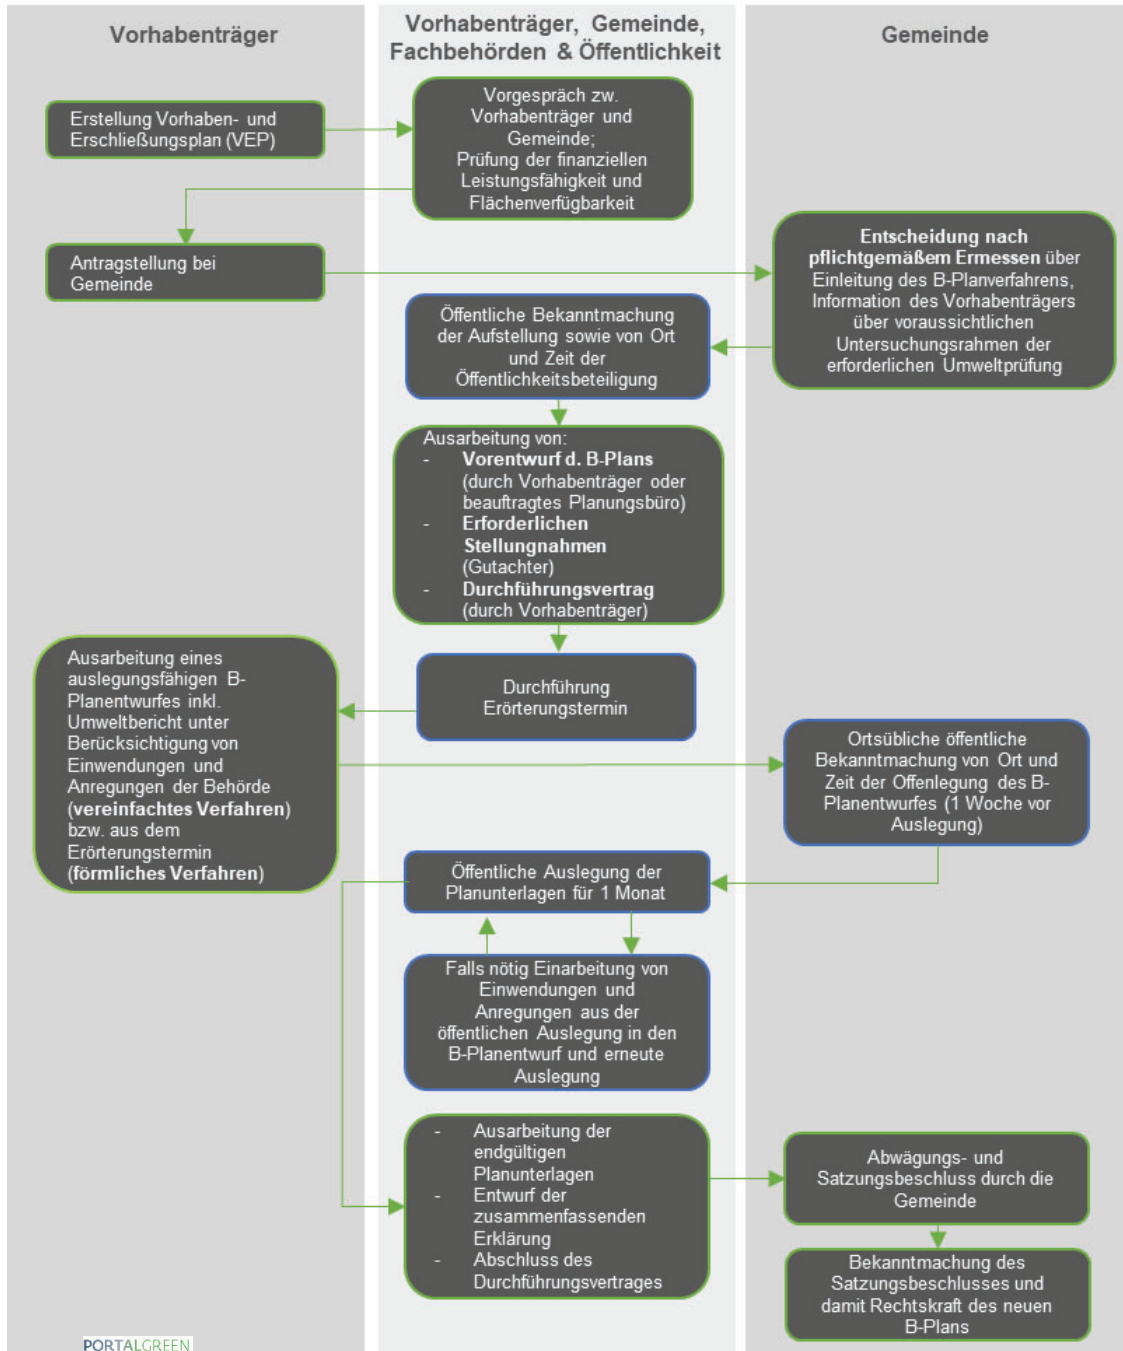 Vorhabenträger
Vorhabenträger, Gemeinde,
Fachbehörden & Öffentlichkeit
Gemeinde
Erstellung Vorhaben- und
Erschließungsplan (VEP)
Vorgespräch zw.
Vorhabenträger und
Gemeinde;
Prüfung der finanziellen
Leistungsfähigkeit und
Flächenverfügbarkeit
Antragstellung bei
Gemeinde
Entscheidung nach
pflichtgemäßem Ermessen über
Einleitung des B-Planverfahrens,
Information des Vorhabenträgers
über voraussichtlichen
Untersuchungsrahmen der
erforderlichen Umweltprüfung
Öffentliche Bekanntmachung
der Aufstellung sowie von Ort
und Zeit der
Öffentlichkeitsbeteiligung
Ausarbeitung von:
- Vorentwurf d. B-Plans
(durch Vorhabenträger oder
beauftragtes Planungsbüro)
- Erforderlichen
Stellungnahmen
(Gutachter)
- Durchführungsvertrag
(durch Vorhabenträger)
Durchführung
Erörterungstermin
Ausarbeitung eines
auslegungsfähigen B-
Planentwurfes inkl.
Umweltbericht unter
Berücksichtigung von
Einwendungen und
Anregungen der Behörde
(vereinfachtes Verfahren)
bzw. aus dem
Erörterungstermin
(förmliches Verfahren)
Ortsübliche öffentliche
Bekanntmachung von Ort und
Zeit der Offenlegung des B-
Planentwurfes (1 Woche vor
Auslegung)
Öffentliche Auslegung der
Planunterlagen für 1 Monat
Falls nötig Einarbeitung von
Einwendungen und
Anregungen aus der
öffentlichen Auslegung in den
B-Planentwurf und erneute
Auslegung
- Ausarbeitung der
endgültigen
Planunterlagen
- Entwurf der
zusammenfassenden
Erklärung
- Abschluss des
Durchführungsvertrages
Abwägungs- und
Satzungsbeschluss durch die
Gemeinde
Bekanntmachung des
Satzungsbeschlusses und
damit Rechtskraft des neuen
B-Plans
PORTALGREEN